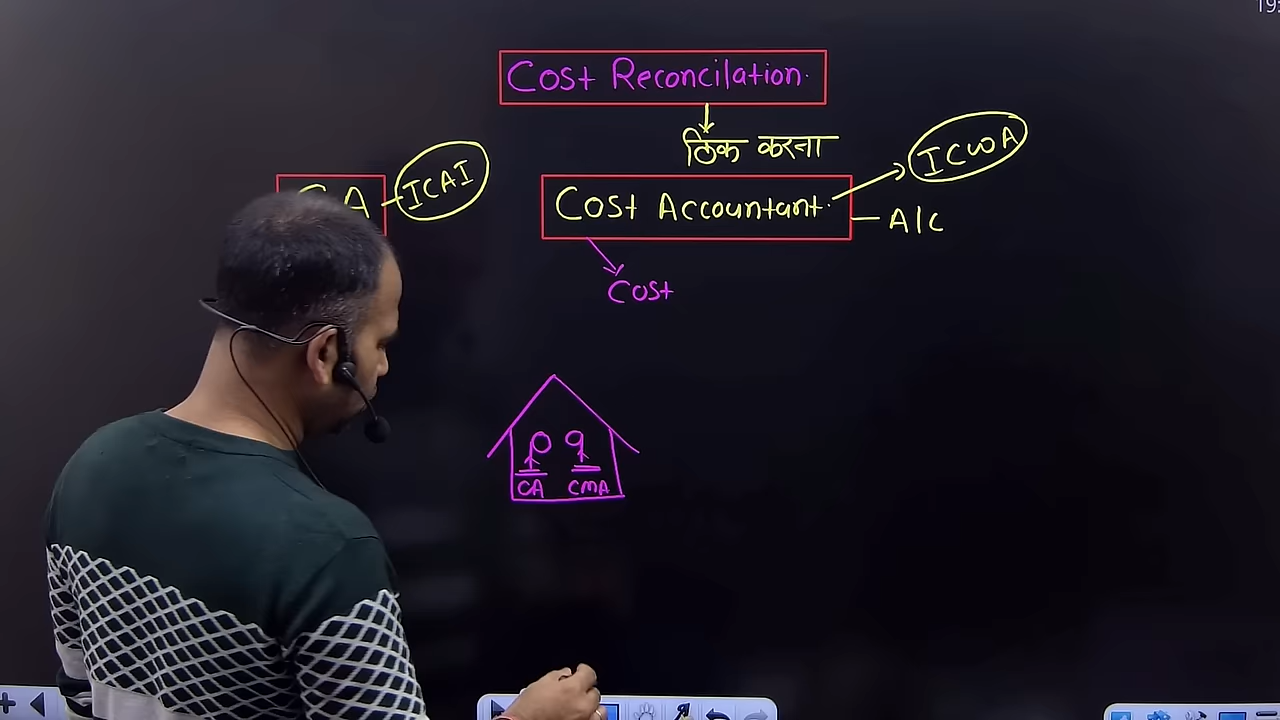 Cost Reconcilation
लिंक करना
ICAI
ICWA
Cost Accountant
A/C
Cost
CA CMA